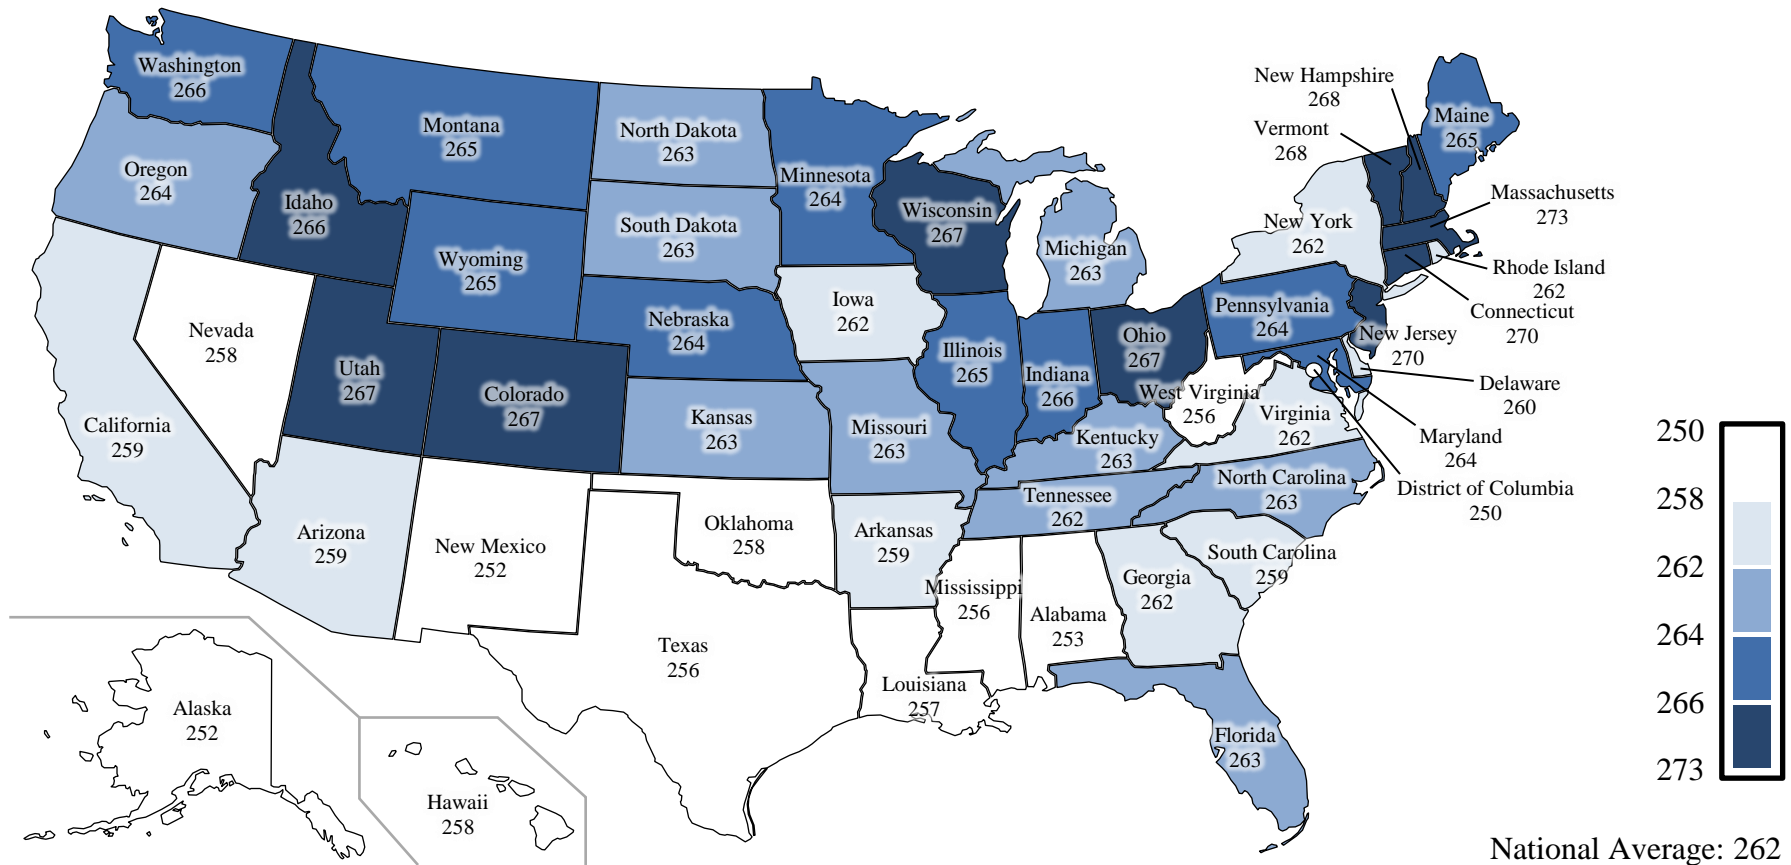 Washington
266
Oregon
264
California
259
Nevada
258
Idaho
266
Montana
265
Wyoming
265
Utah
267
Colorado
267
Arizona
259
New Mexico
252
North Dakota
263
South Dakota
263
Nebraska
264
Kansas
263
Oklahoma
258
Texas
256
Minnesota
264
Iowa
262
Missouri
263
Arkansas
259
Louisiana
257
Wisconsin
267
Illinois
265
Michigan
263
Indiana
266
Ohio
267
Kentucky
263
Tennessee
262
Mississippi
256
Alabama
253
Georgia
262
Florida
263
South Carolina
259
North Carolina
263
Virginia
262
West Virginia
256
Pennsylvania
264
New York
262
Vermont
268
New Hampshire
268
Maine
265
Massachusetts
273
Rhode Island
262
Connecticut
270
New Jersey
270
Delaware
260
Maryland
264
District of Columbia
250
Alaska
252
Hawaii
258
250
258
262
264
266
273
National Average: 262